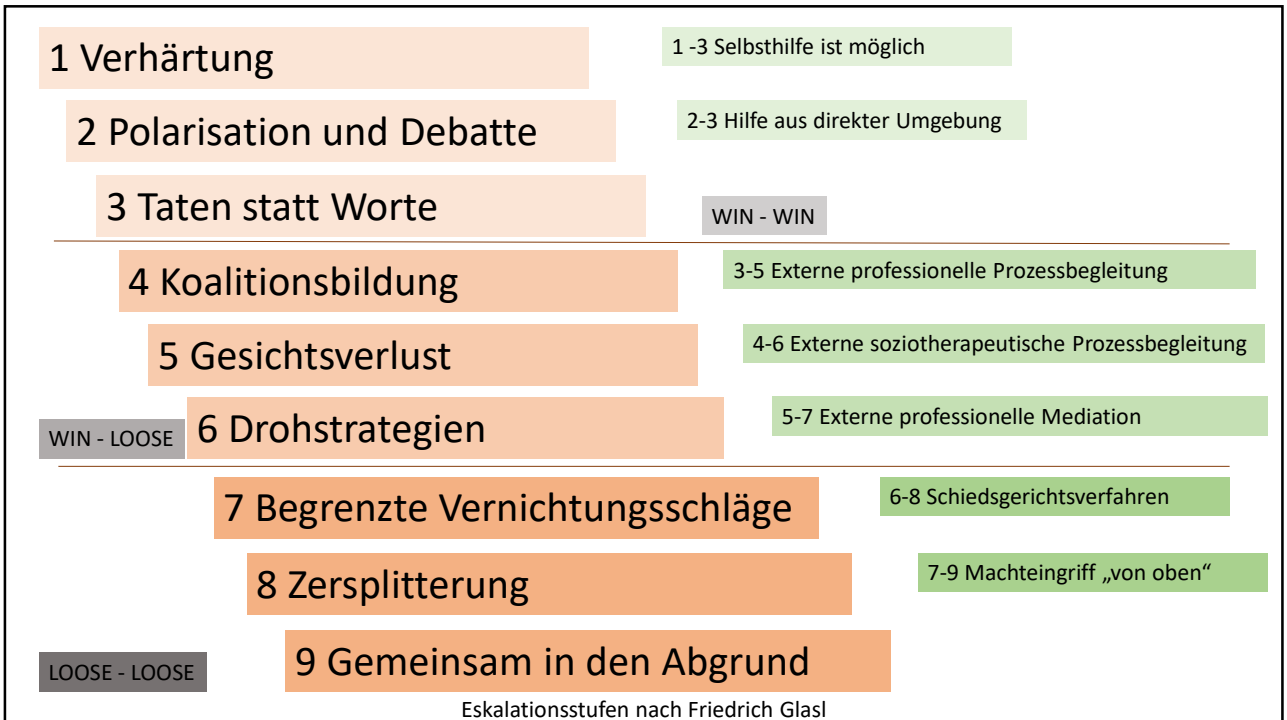 1 Verhärtung
1 -3 Selbsthilfe ist möglich
2 Polarisation und Debatte
2-3 Hilfe aus direkter Umgebung
3 Taten statt Worte
WIN - WIN
4 Koalitionsbildung
3-5 Externe professionelle Prozessbegleitung
5 Gesichtsverlust
4-6 Externe soziotherapeutische Prozessbegleitung
WIN - LOOSE
6 Drohstrategien
5-7 Externe professionelle Mediation
7 Begrenzte Vernichtungsschläge
6-8 Schiedsgerichtsverfahren
8 Zersplitterung
7-9 Machteingriff „von oben“
LOOSE - LOOSE
9 Gemeinsam in den Abgrund
Eskalationsstufen nach Friedrich Glasl